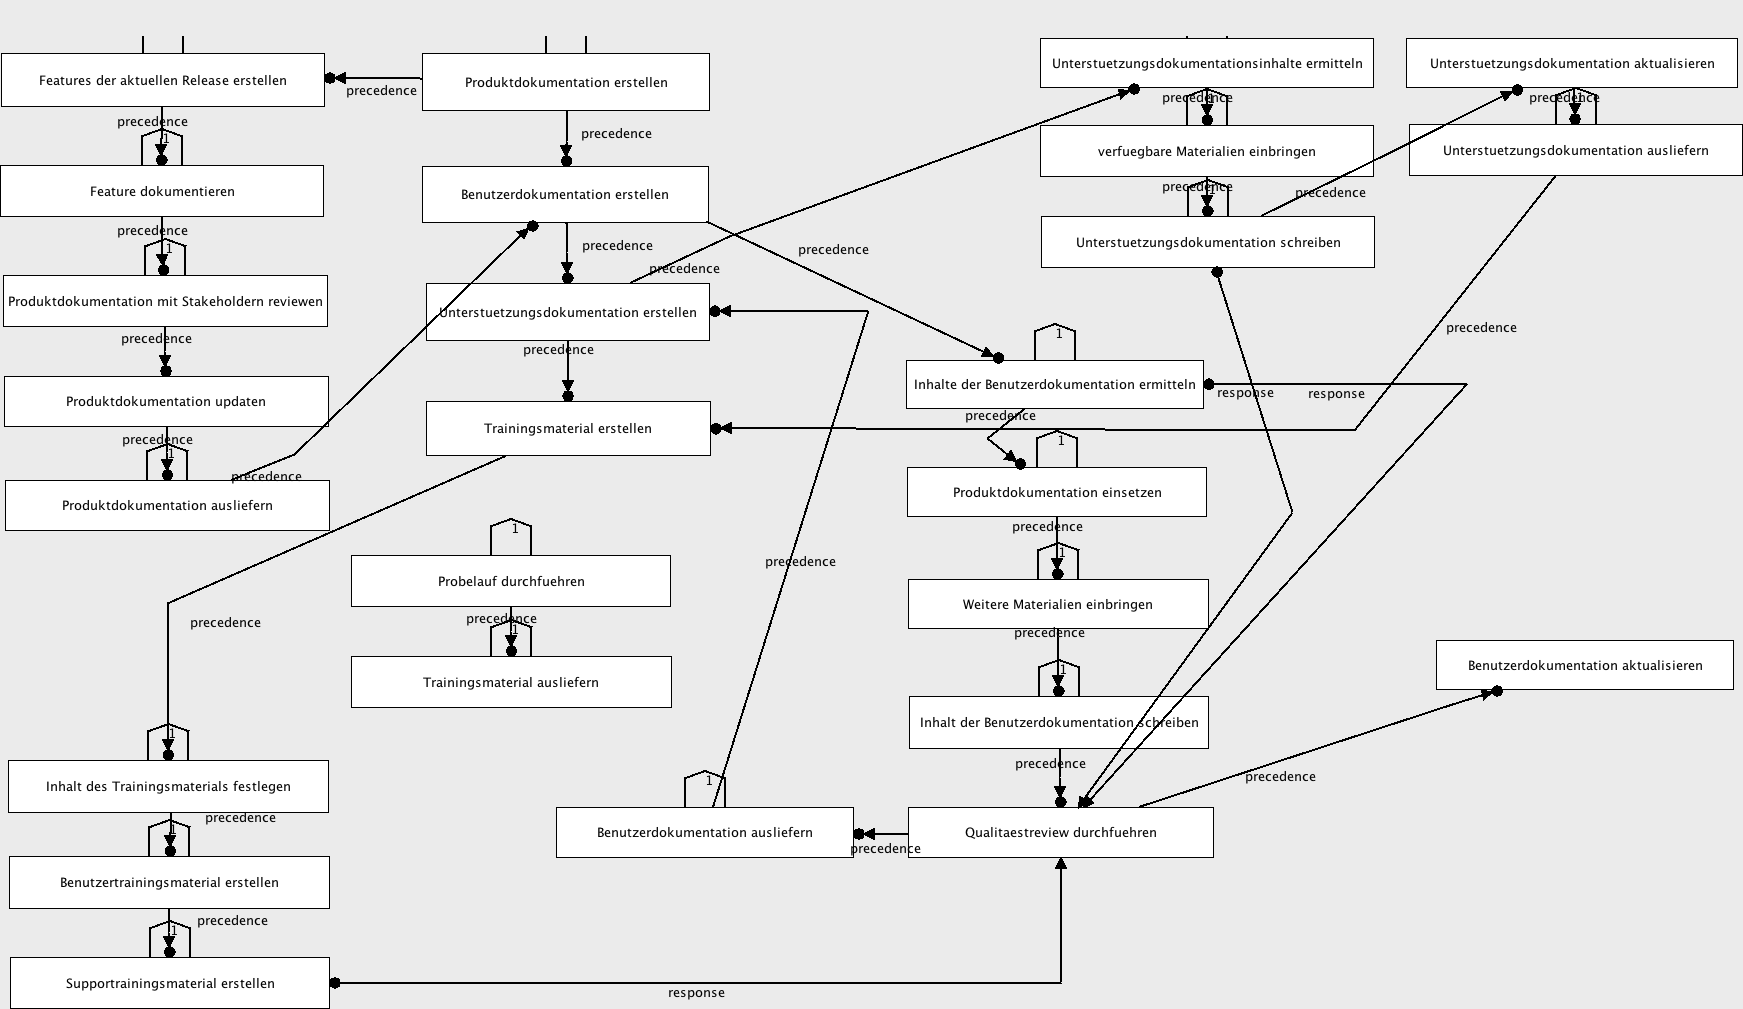 Features der aktuellen Release erstellen
precedence
Produktdokumentation erstellen
Unterstuetzungsdokumentationsinhalte ermitteln
Unterstuetzungsdokumentation aktualisieren
precedence
1
precedence
precedence
1
precedence
1
Feature dokumentieren
Benutzerdokumentation erstellen
verfuegbare Materialien einbringen
Unterstuetzungsdokumentation ausliefern
precedence
1
precedence
1
precedence
precedence
1
precedence
precedence
Unterstuetzungsdokumentation schreiben
Produktdokumentation mit Stakeholdern reviewen
Unterstuetzungsdokumentation erstellen
precedence
precedence
precedence
1
Produktdokumentation updaten
Inhalte der Benutzerdokumentation ermitteln
response
response
precedence
1
Trainingsmaterial erstellen
precedence
1
precedence
Produktdokumentation ausliefern
Produktdokumentation einsetzen
1
precedence
1
Probelauf durchfuehren
precedence
Weitere Materialien einbringen
precedence
precedence
1
precedence
1
Trainingsmaterial ausliefern
Benutzerdokumentation aktualisieren
Inhalt der Benutzerdokumentation schreiben
1
precedence
1
precedence
Inhalt des Trainingsmaterials festlegen
precedence
1
Benutzerdokumentation ausliefern
Qualitaestreview durchfuehren
precedence
Benutzertrainingsmaterial erstellen
precedence
1
Supportrainingsmaterial erstellen
response